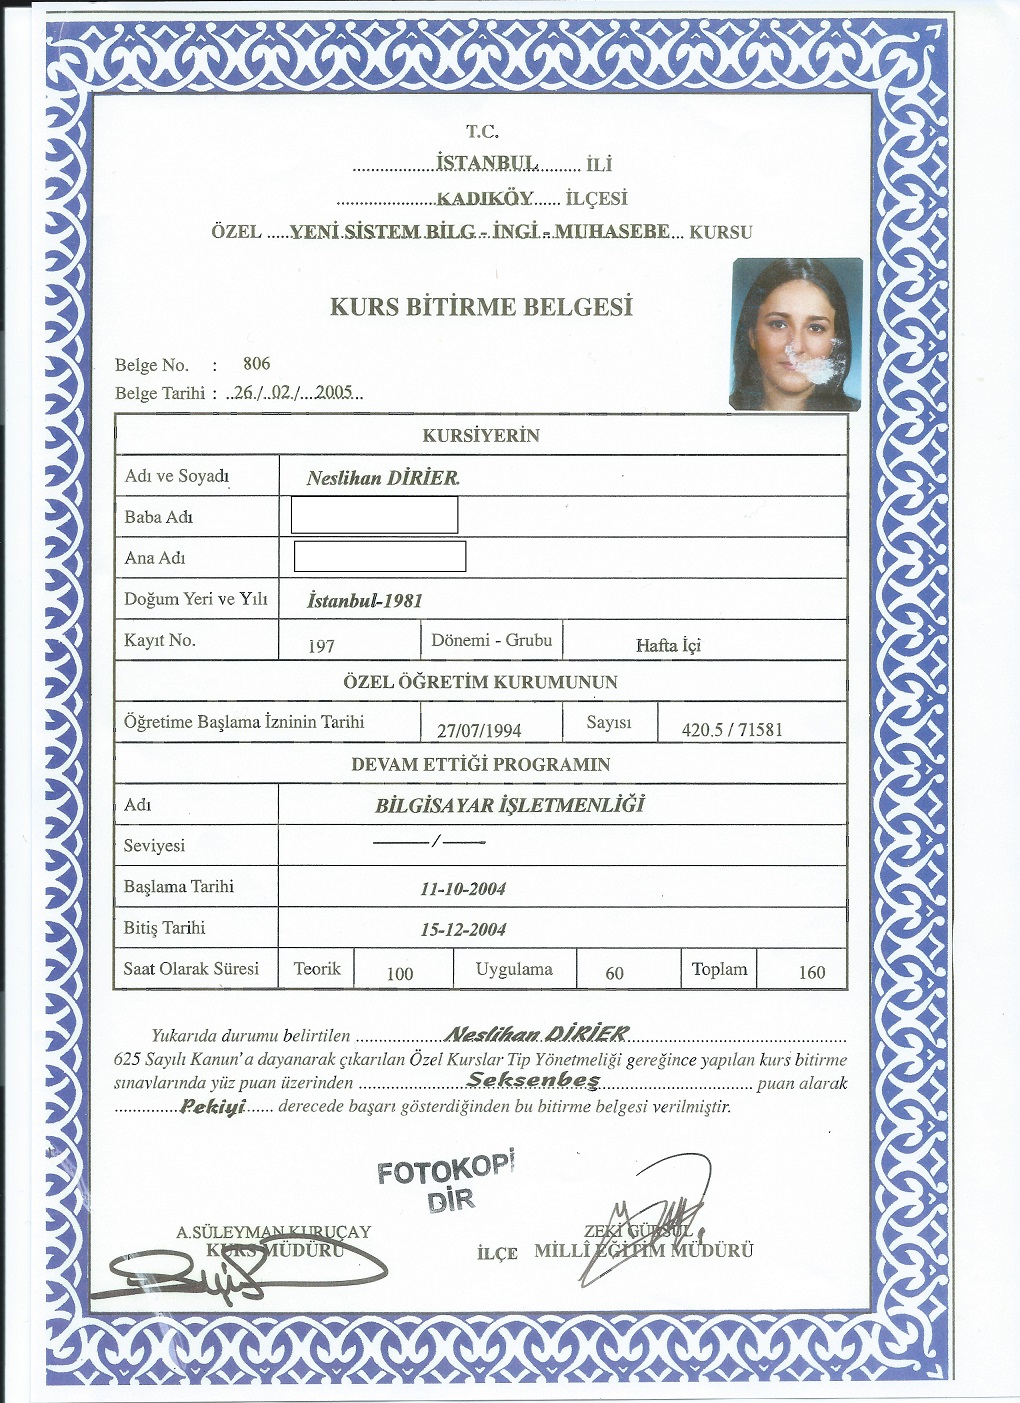 T.C.
....................İSTANBUL.......... İLİ
........................KADIKÖY...... İLÇESİ
ÖZEL .....YENİ SİSTEM BİLG.- İNGİ.- MUHASEBE... KURSU
KURS BİTİRME BELGESİ
Belge No. : 806
Belge Tarihi : ..26./..02./...2005..
KURSİYERİN
Adı ve Soyadı Neslihan DİRİER.
Baba Adı
Ana Adı
Doğum Yeri ve Yılı İstanbul-1981
Kayıt No. 197 Dönemi - Grubu Hafta İçi
ÖZEL ÖĞRETİM KURUMUNUN
Öğretime Başlama İzninin Tarihi 27/07/1994 Sayısı 420.5 / 71581
DEVAM ETTİĞİ PROGRAMIN
Adı BİLGİSAYAR İŞLETMENLİĞİ
Seviyesi ——/——
Başlama Tarihi 11-10-2004
Bitiş Tarihi 15-12-2004
Saat Olarak Süresi Teorik 100 Uygulama 60 Toplam 160
Yukarıda durumu belirtilen ......................Neslihan DİRİER......................................................
625 Sayılı Kanun'a dayanarak çıkarılan Özel Kurslar Tip Yönetmeliği gereğince yapılan kurs bitirme
sınavlarında yüz puan üzerinden ..........................Seksenbeş..................................... puan alarak
...............Pekiyi...... derecede başarı gösterdiğinden bu bitirme belgesi verilmiştir.
FOTOKOPİ
DİR
A.SÜLEYMAN KURUÇAY
KURS MÜDÜRÜ
ZEKİ GÜRSUL
İLÇE MİLLÎ EĞİTİM MÜDÜRÜ